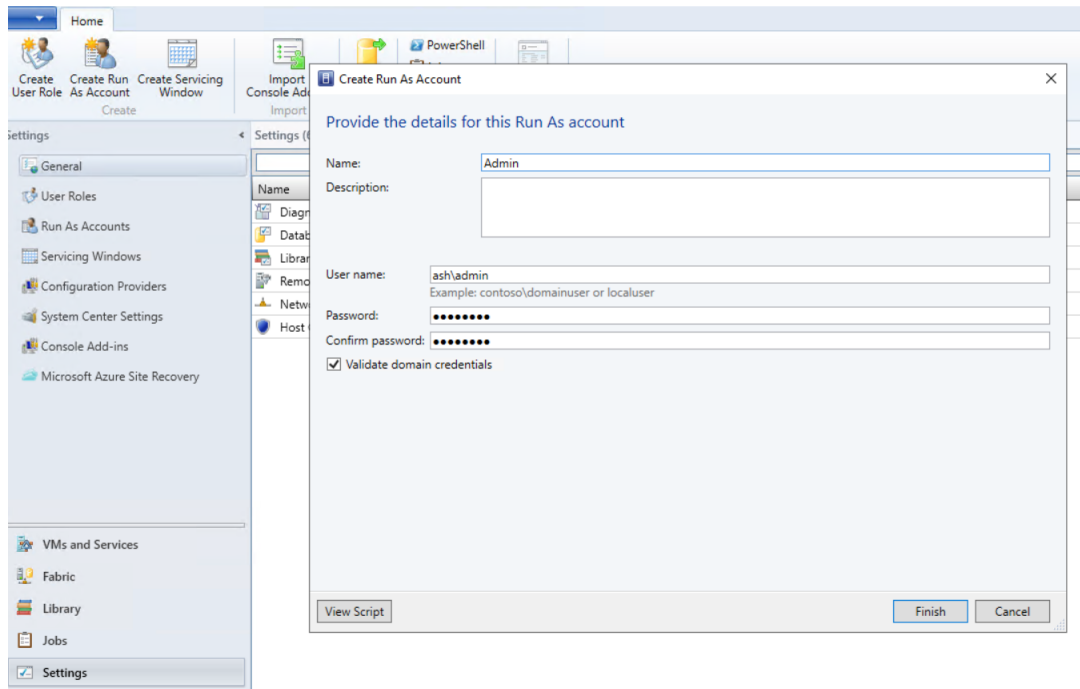 Home
PowerShell
Create User Role
Create Run As Account
Create Servicing Window
Import
Console Add
Create
Import
Create Run As Account
Provide the details for this Run As account
Name: Admin
Description:
User name: ash\admin
Example: contoso\domainuser or localuser
Password: ●●●●●●●●
Confirm password: ●●●●●●●●
Validate domain credentials
View Script
Finish
Cancel
Settings
General
User Roles
Run As Accounts
Servicing Windows
Configuration Providers
System Center Settings
Console Add-ins
Microsoft Azure Site Recovery
VMs and Services
Fabric
Library
Jobs
Settings
Settings (6
Name
Diagn
Datab
Librar
Remo
Netwo
Host